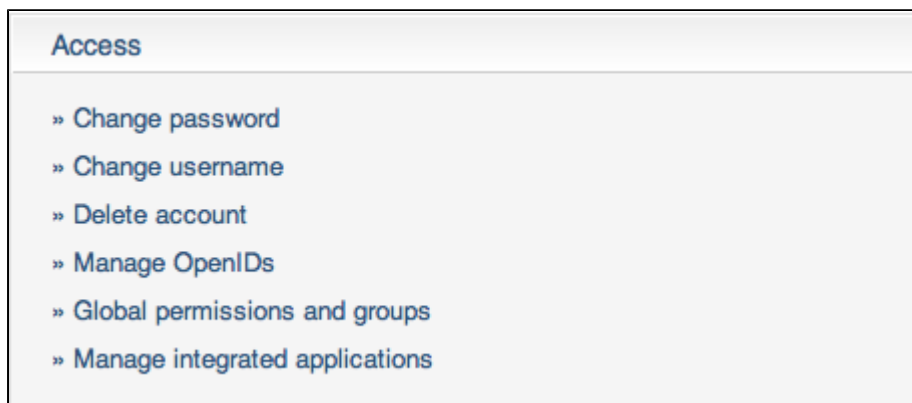 Access
» Change password
» Change username
» Delete account
» Manage OpenIDs
» Global permissions and groups
» Manage integrated applications